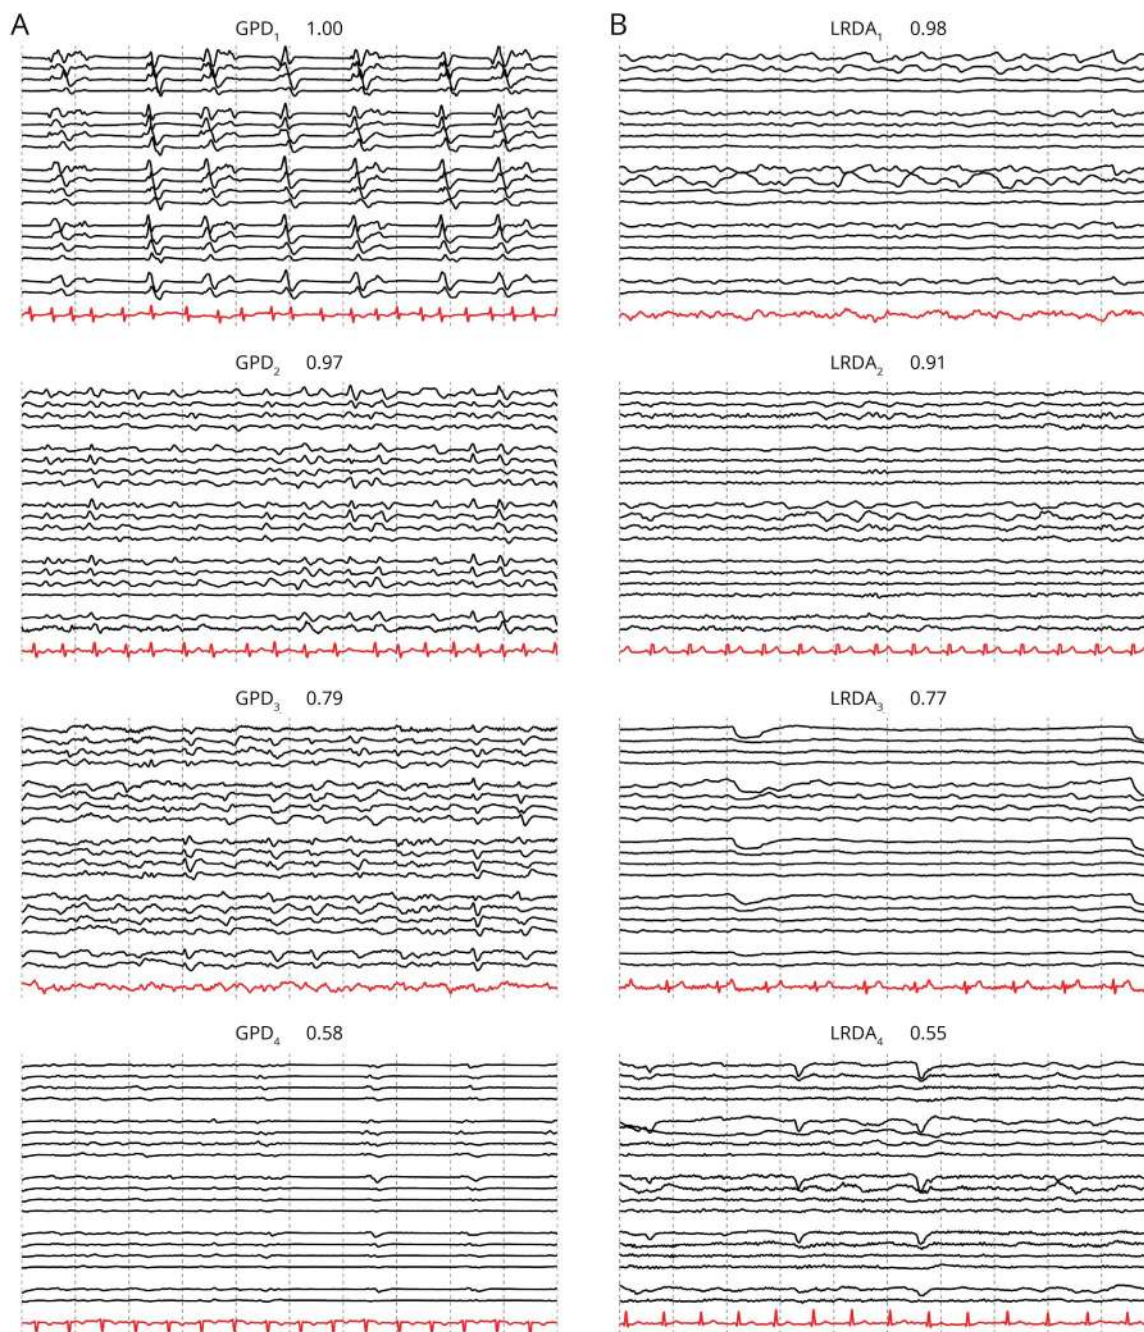 A
GPD₁ 1.00
GPD₂ 0.97
GPD₃ 0.79
GPD₄ 0.58
B
LRDA₁ 0.98
LRDA₂ 0.91
LRDA₃ 0.77
LRDA₄ 0.55